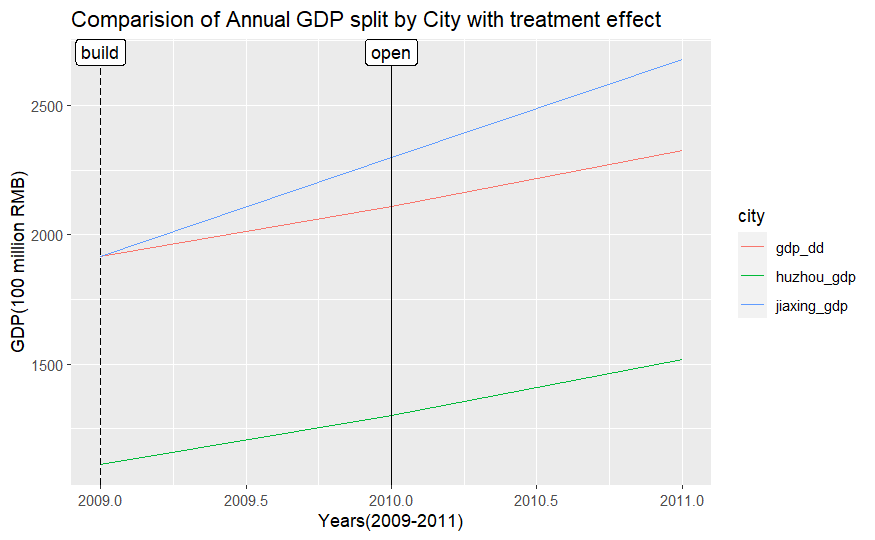 Comparision of Annual GDP split by City with treatment effect
build
open
2500
2000
1500
GDP(100 million RMB)
2009.0
2009.5
2010.0
2010.5
2011.0
Years(2009-2011)
city
gdp_dd
huzhou_gdp
jiaxing_gdp